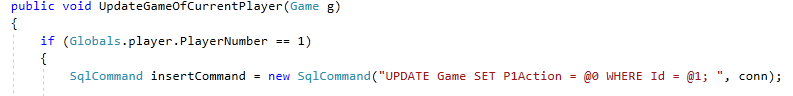 public void UpdateGameOfCurrentPlayer(Game g)
{
if (Globals.player.PlayerNumber == 1)
{
SqlCommand insertCommand = new SqlCommand("UPDATE Game SET P1Action = @0 WHERE Id = @1; ", conn);